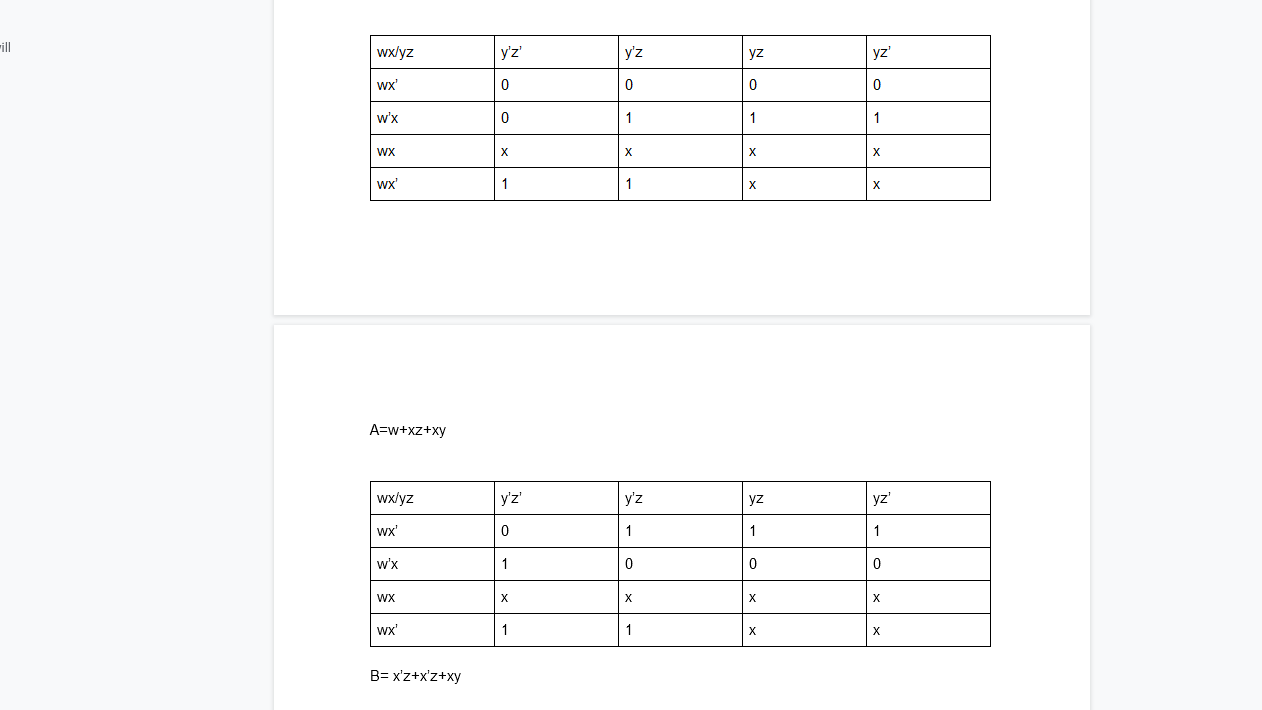 ill
wx/yz y'z' y'z yz yz'
wx’ 0 0 0 0
w’x 0 1 1 1
wx x x x x
wx’ 1 1 x x
A=w+xz+xy
wx/yz y’z’ y’z yz yz’
wx’ 0 1 1 1
w’x 1 0 0 0
wx x x x x
wx’ 1 1 x x
B= x’z+x’z+xy